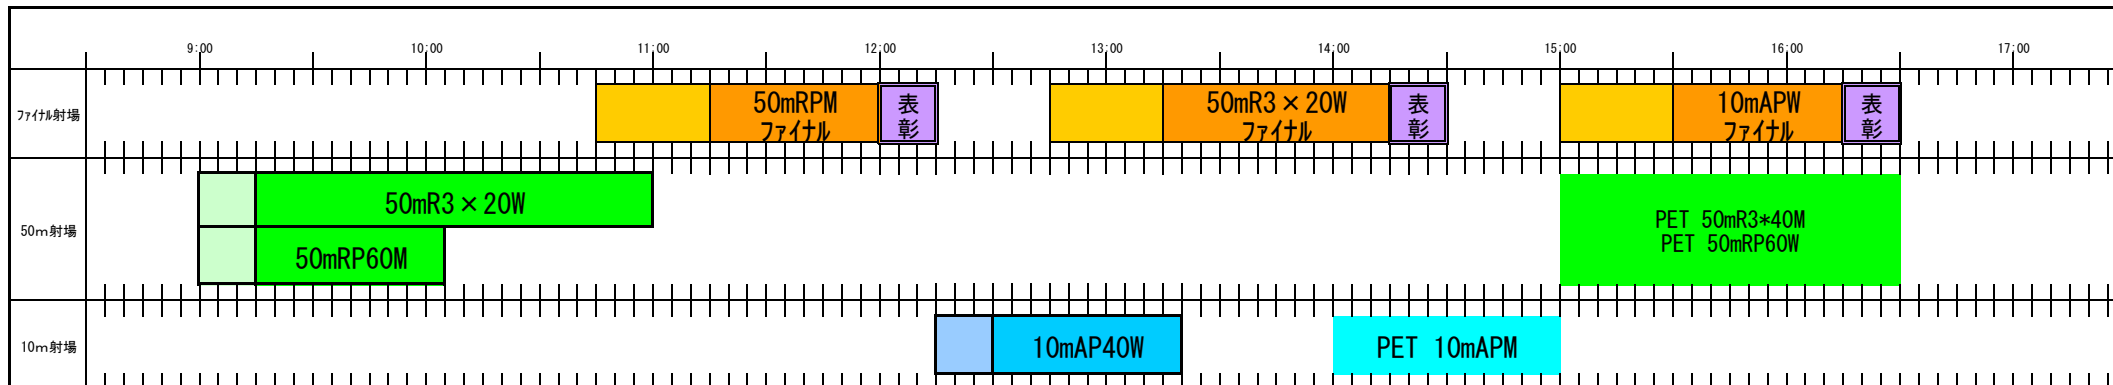 9:00 10:00 11:00 12:00 13:00 14:00 15:00 16:00 17:00
ファイナル射場
50mRPM
ファイナル
表
彰
50mR3×20W
ファイナル
表
彰
10mAPW
ファイナル
表
彰
50m射場
50mR3×20W
50mRP60M
PET 50mR3*40M
PET 50mRP60W
10m射場
10mAP40W
PET 10mAPM